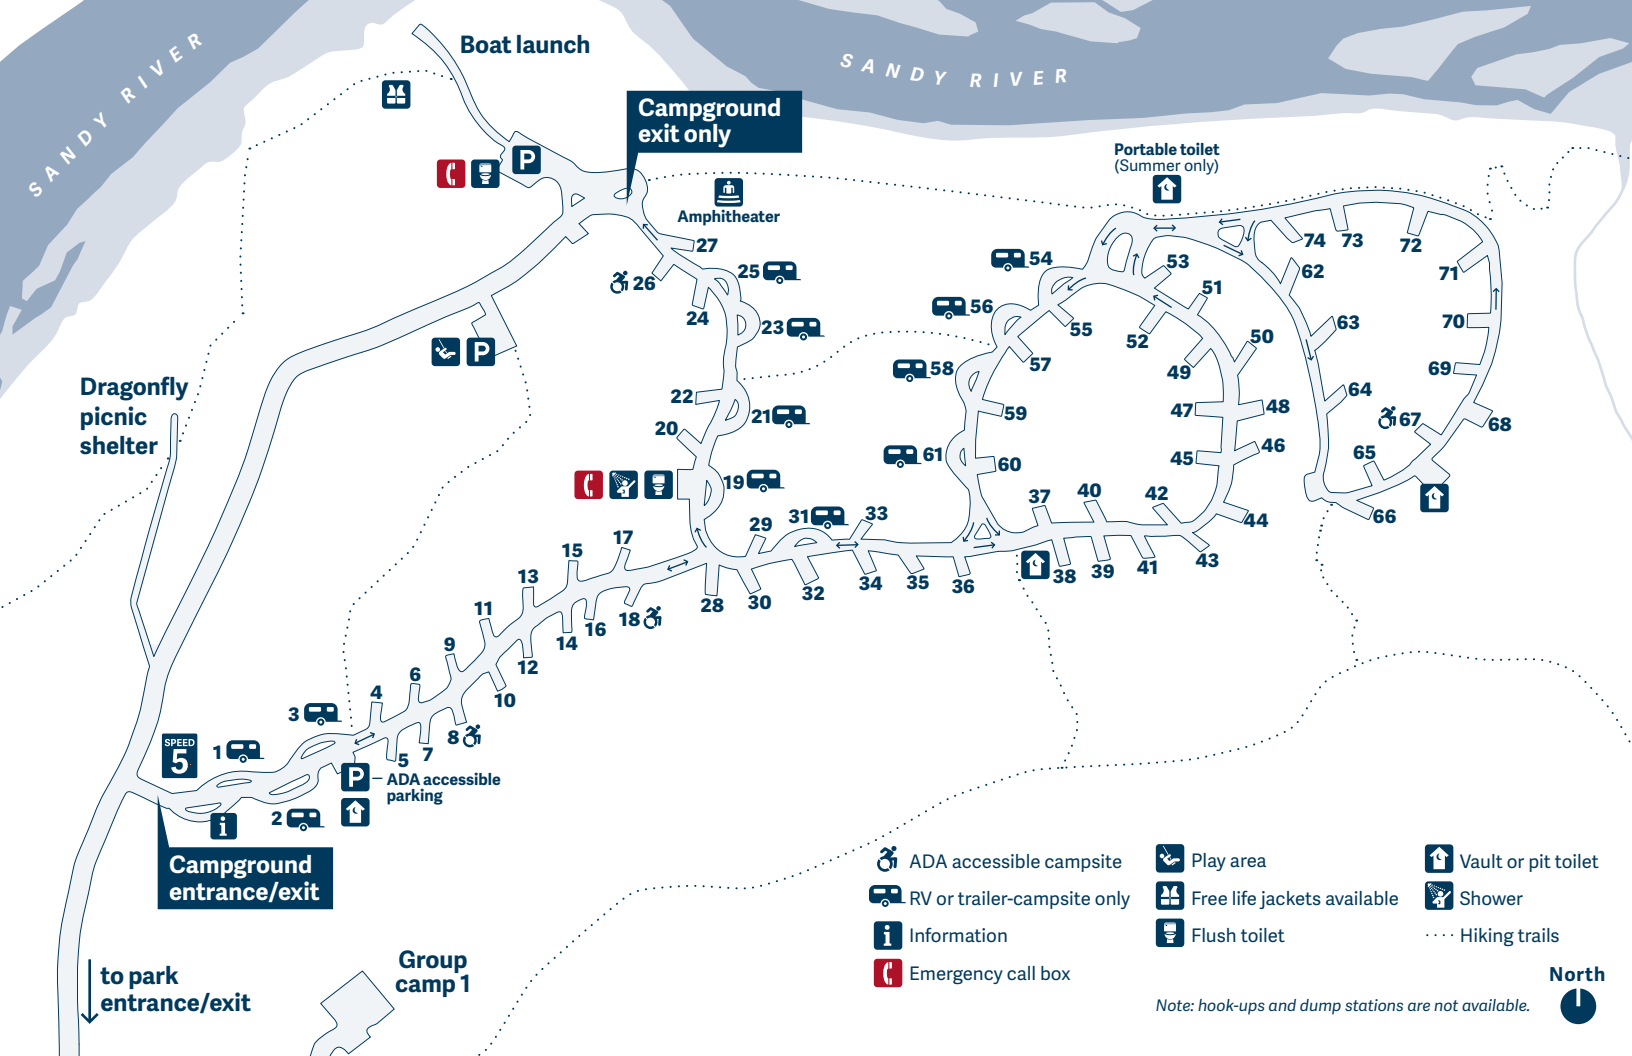 SANDY RIVER
Boat launch
P
Campground
exit only
SANDY RIVER
Portable toilet
(Summer only)
Amphitheater
27
26
25
24
23
22
21
20
19
54
56
58
61
53
51
55
52
57
50
49
59
47
48
46
45
60
44
37
40
42
38
39
41
43
74
73
72
71
62
63
70
69
64
67
68
65
66
P
Dragonfly
picnic
shelter
29
31
33
28
30
32
34
35
36
17
15
13
11
9
6
4
3
1
18
16
14
12
10
8
7
5
2
SPEED
5
P
ADA accessible
parking
i
Campground
entrance/exit
to park
entrance/exit
Group
camp 1
ADA accessible campsite
RV or trailer-campsite only
i Information
Emergency call box
Play area
Free life jackets available
Flush toilet
Vault or pit toilet
Shower
Hiking trails
North
Note: hook-ups and dump stations are not available.